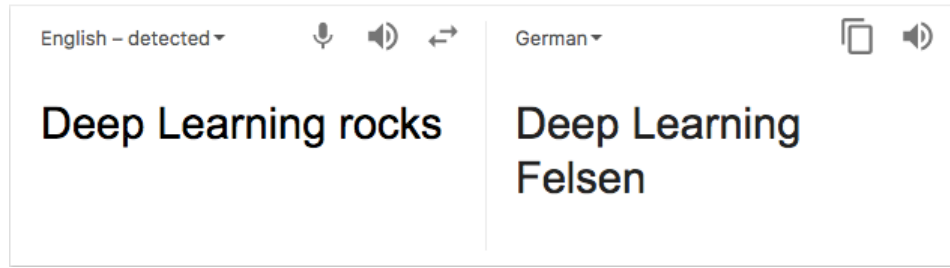 English – detected
German
Deep Learning rocks
Deep Learning
Felsen